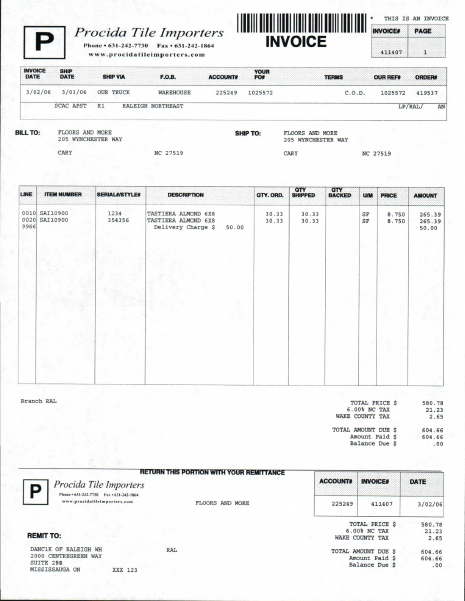 * THIS IS AN INVOICE
P
Procida Tile Importers
Phone • 631-242-7730 Fax • 631-242-1864
www.procidatileimporters.com
INVOICE
INVOICE# PAGE
411407 1
INVOICE DATE SHIP DATE SHIP VIA F.O.B. ACCOUNT# YOUR PO# TERMS OUR REF# ORDER#
3/02/06 3/01/06 OUR TRUCK WAREHOUSE 225249 1025572 C.O.D. 1025572 419537
SCAC APST R1 RALEIGH NORTHEAST LP/RAL/ AN
BILL TO: FLOORS AND MORE SHIP TO: FLOORS AND MORE
205 WYNCHESTER WAY 205 WYNCHESTER WAY
CARY NC 27519 CARY NC 27519
LINE ITEM NUMBER SERIAL#/STYLE# DESCRIPTION QTY. ORD. QTY SHIPPED QTY BACKED U/M PRICE AMOUNT
0010 SAI10900 1234 TASTIERA ALMOND 6X8 30.33 30.33 SF 8.750 265.39
0020 SAI10900 354356 TASTIERA ALMOND 6X8 30.33 30.33 SF 8.750 265.39
9966 Delivery Charge $ 50.00 50.00
Branch RAL
TOTAL PRICE $ 580.78
6.00% NC TAX 21.23
WAKE COUNTY TAX 2.65
TOTAL AMOUNT DUE $ 604.66
Amount Paid $ 604.66
Balance Due $ .00
RETURN THIS PORTION WITH YOUR REMITTANCE
P
Procida Tile Importers
Phone • 631-242-7730 Fax • 631-242-1864
www.procidatileimporters.com
FLOORS AND MORE
ACCOUNT# INVOICE# DATE
225249 411407 3/02/06
TOTAL PRICE $ 580.78
6.00% NC TAX 21.23
WAKE COUNTY TAX 2.65
TOTAL AMOUNT DUE $ 604.66
Amount Paid $ 604.66
Balance Due $ .00
REMIT TO:
DANCIK OF RALEIGH WH RAL
2000 CENTREGREEN WAY
SUITE 288
MISSISSAUGA ON XXX 123